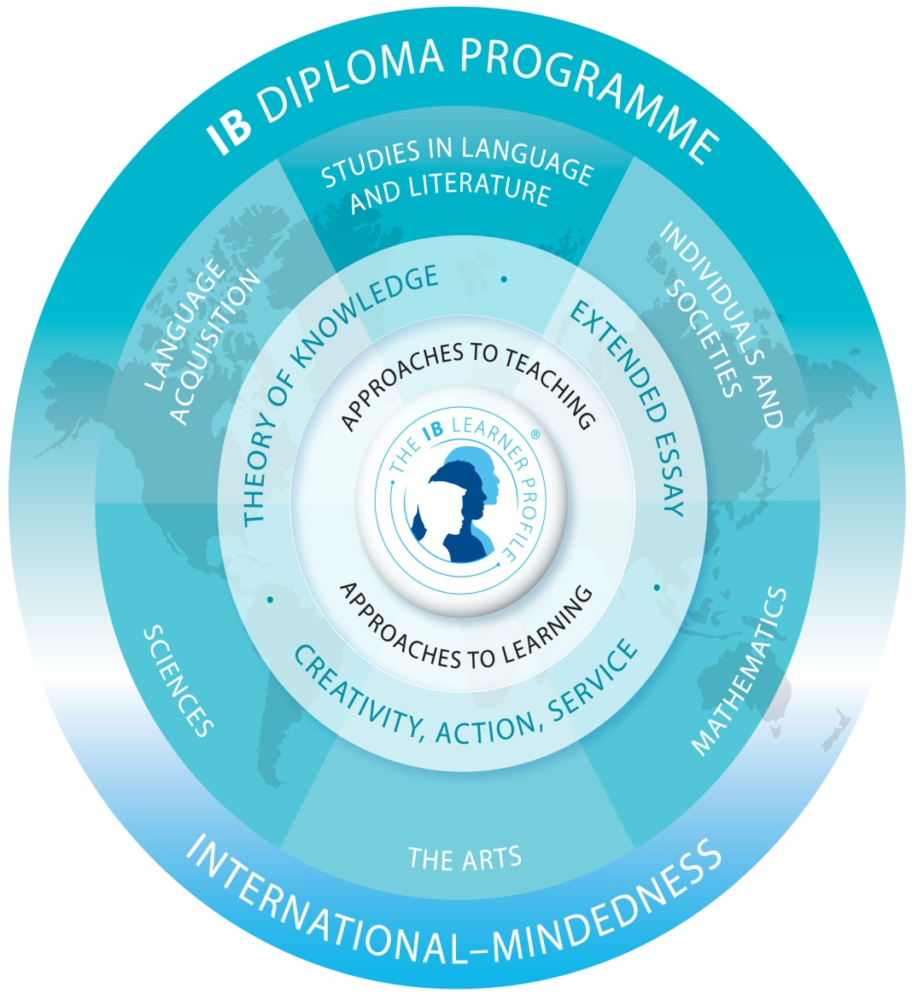 IB DIPLOMA PROGRAMME
STUDIES IN LANGUAGE
AND LITERATURE
LANGUAGE
ACQUISITION
INDIVIDUALS AND
SOCIETIES
THEORY OF KNOWLEDGE
EXTENDED ESSAY
APPROACHES TO TEACHING
THE IB LEARNER PROFILE
®
APPROACHES TO LEARNING
CREATIVITY, ACTION, SERVICE
SCIENCES
MATHEMATICS
THE ARTS
INTERNATIONAL–MINDEDNESS